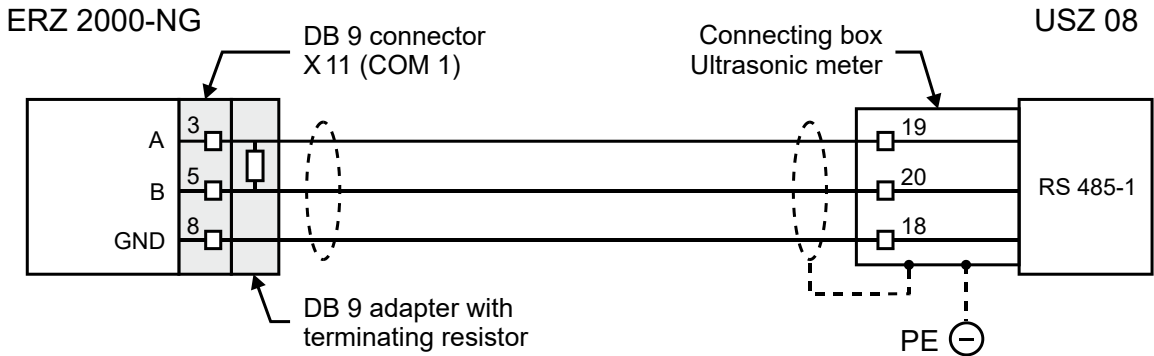 ERZ 2000-NG
USZ 08
DB 9 connector
X11 (COM 1)
Connecting box
Ultrasonic meter
A
3
19
B
5
20
RS 485-1
GND
8
18
DB 9 adapter with
terminating resistor
PE